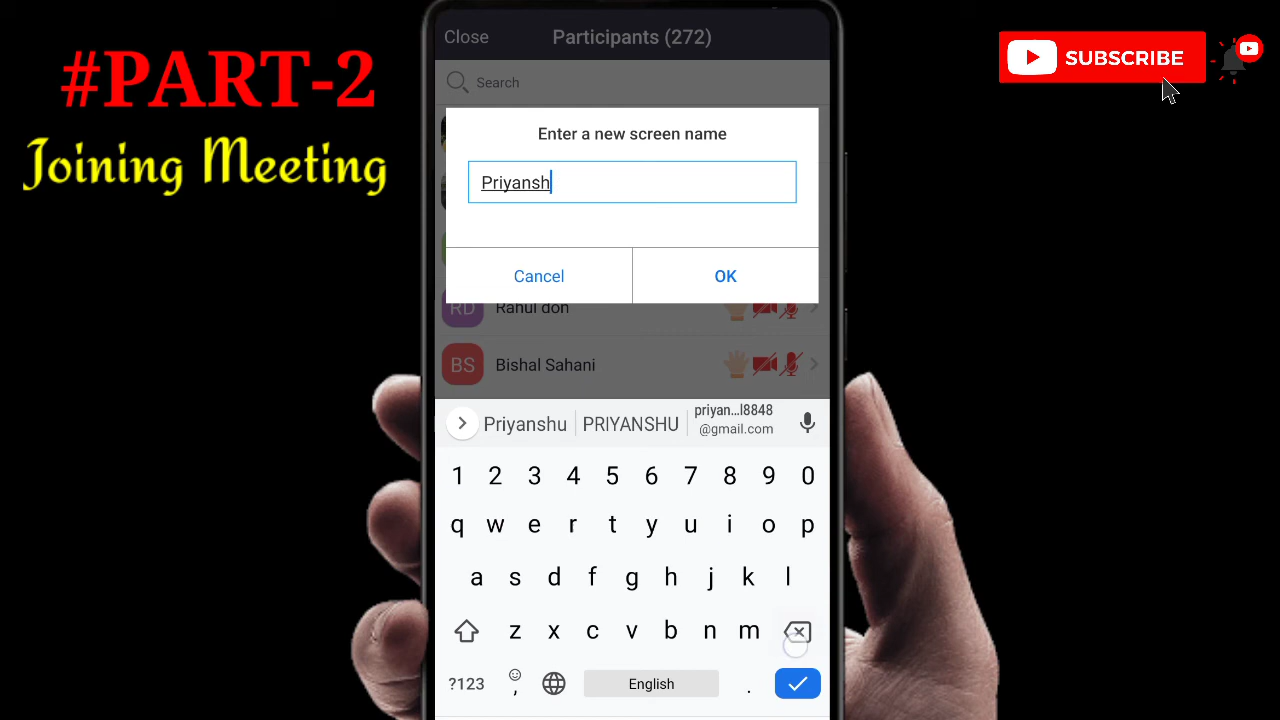 #PART-2
Joining Meeting
SUBSCRIBE
Close
Participants (272)
Search
Enter a new screen name
Priyansh
Cancel
OK
RD Rahul don
BS Bishal Sahani
Priyanshu
PRIYANSHU
priyan...l8848
@gmail.com
1 2 3 4 5 6 7 8 9 0
q w e r t y u i o p
a s d f g h j k l
z x c v b n m
?123 , English .